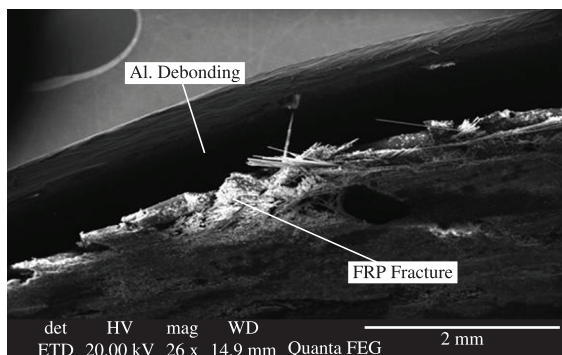 Al. Debonding
FRP Fracture
det HV mag WD
2 mm
ETD 20.00 kV 26 x 14.9 mm Quanta FEG